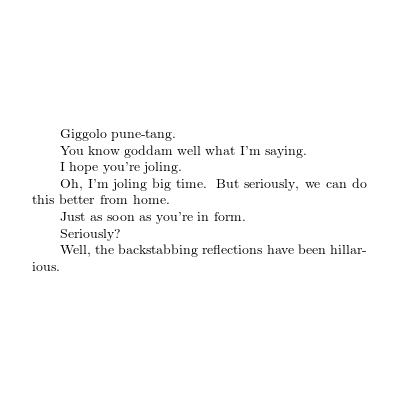 Giggolo pune-tang.
You know goddam well what I'm saying.
I hope you're joling.
Oh, I'm joling big time. But seriously, we can do
this better from home.
Just as soon as you're in form.
Seriously?
Well, the backstabbing reflections have been hillar-
ious.